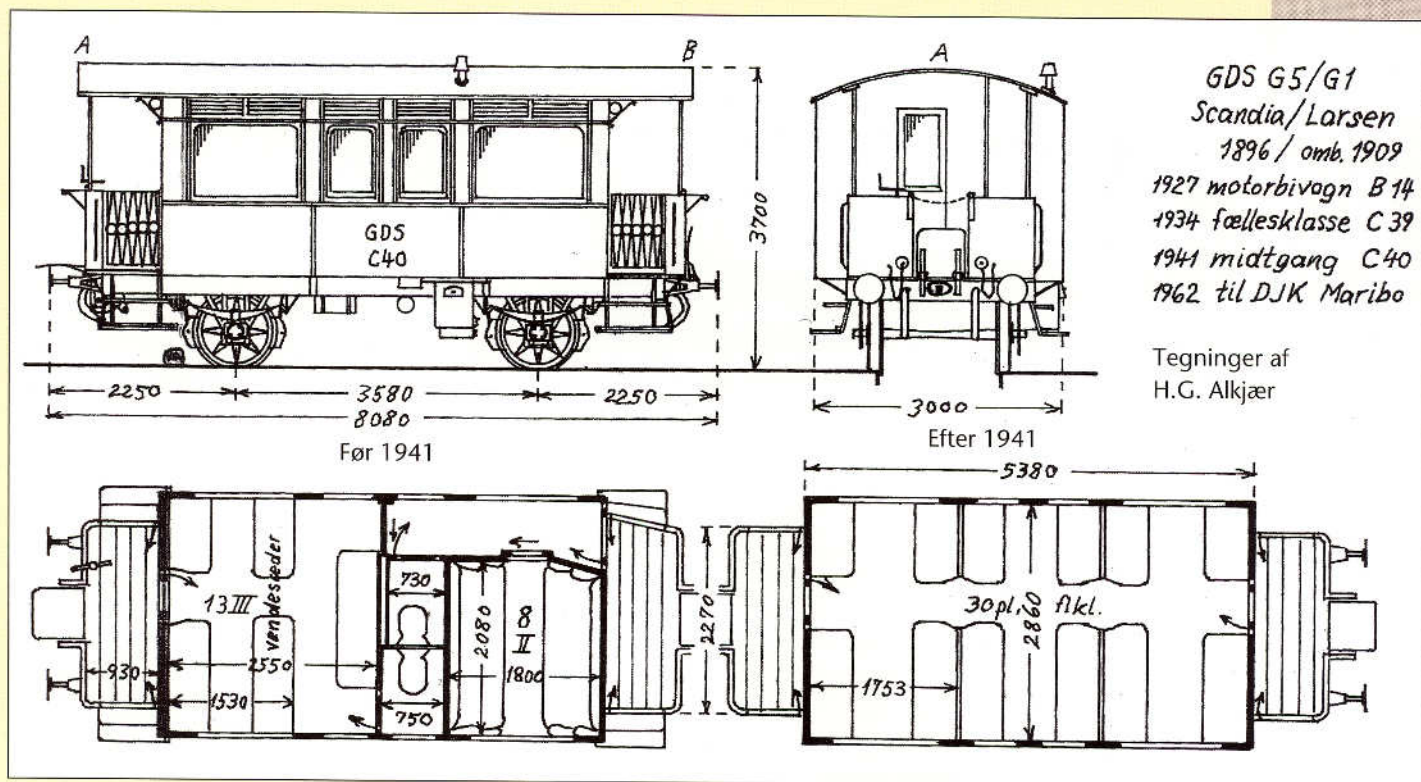 A
B
A
GDS
C40
3700
2250
3580
2250
8080
3000
GDS G5/G1
Scandia/Larsen
1896/omb. 1909
1927 motorbivogn B 14
1934 fællesklasse C 39
1941 midtgang C 40
1962 til DJK Maribo
Tegninger af
H.G. Alkjær
Før 1941
Efter 1941
13 III
vendesæder
930
2550
1530
730
750
2080
8
II
1800
2270
5380
30 pl. flkl.
2860
1753